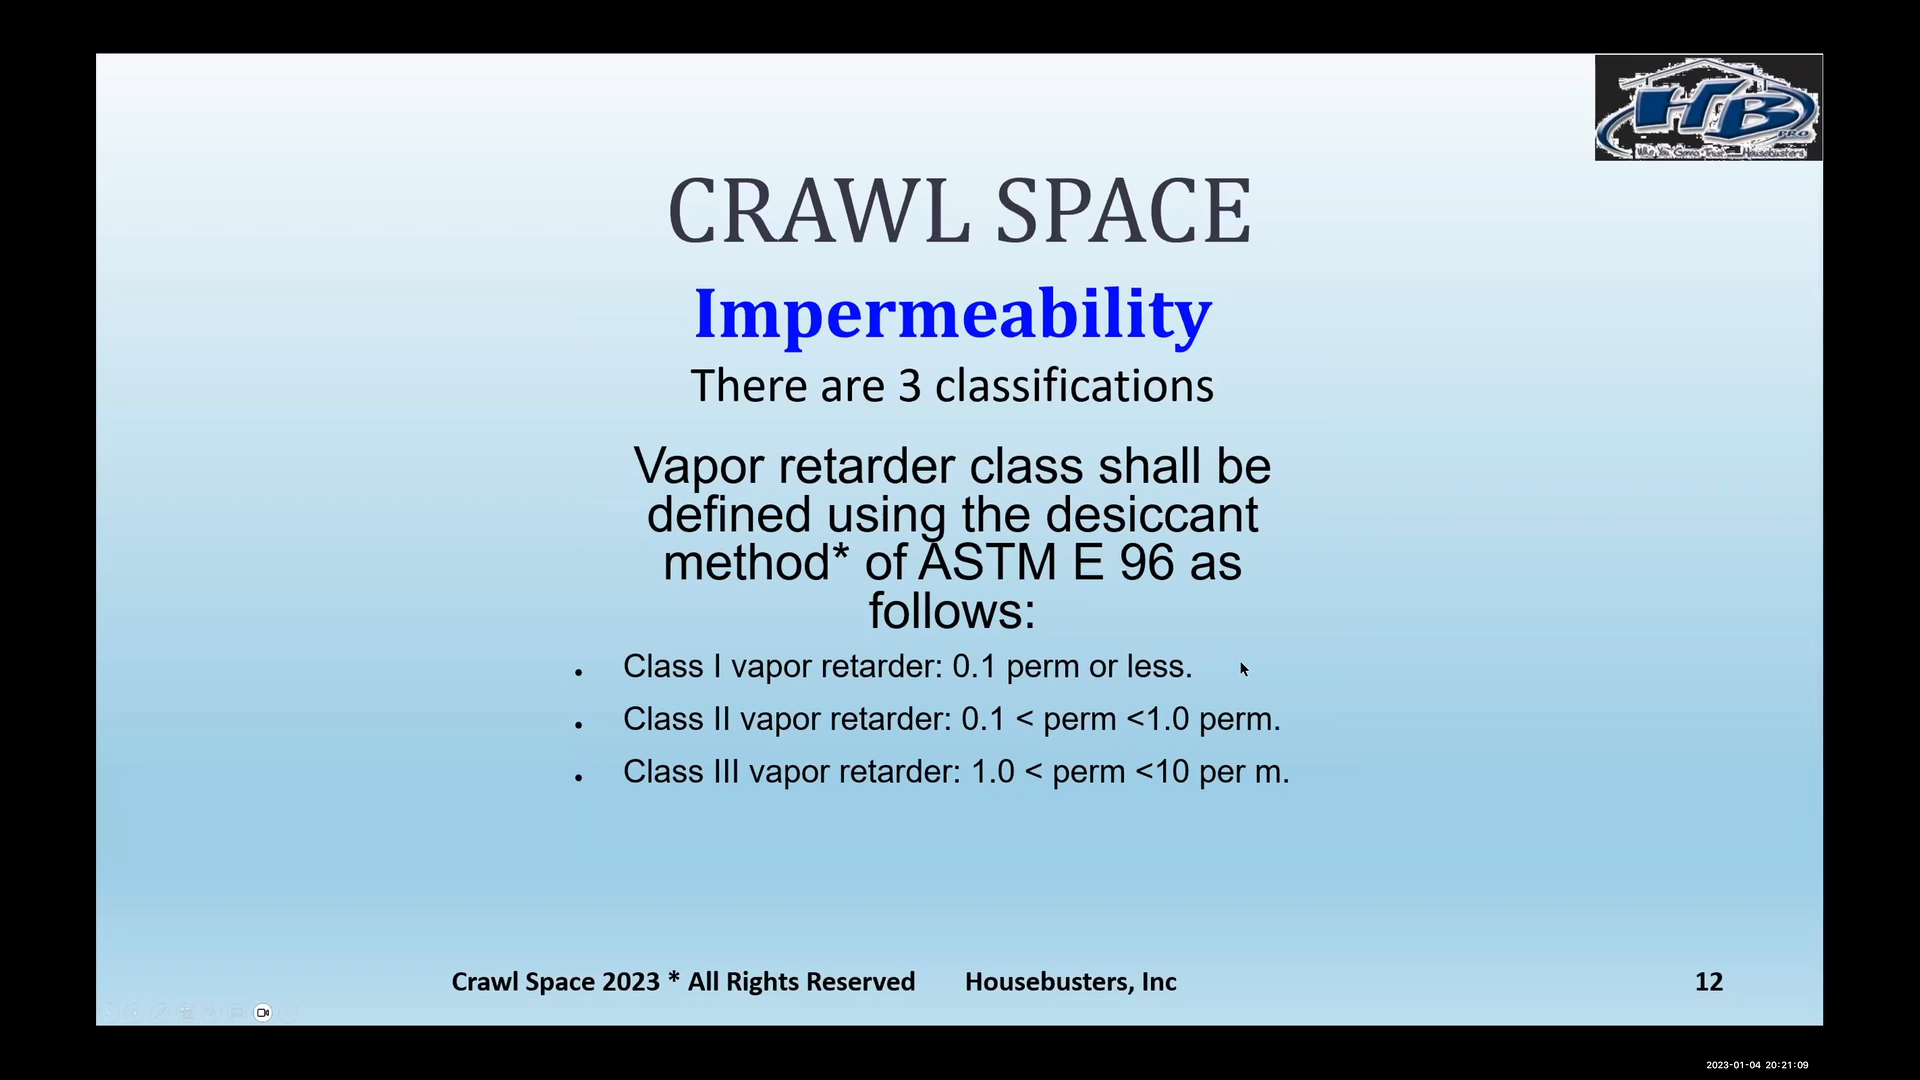 HB
PRO
CRAWL SPACE
Impermeability
There are 3 classifications
Vapor retarder class shall be
defined using the desiccant
method* of ASTM E 96 as
follows:
• Class I vapor retarder: 0.1 perm or less.
• Class II vapor retarder: 0.1 < perm <1.0 perm.
• Class III vapor retarder: 1.0 < perm <10 per m.
Crawl Space 2023 * All Rights Reserved Housebusters, Inc 12
2023-01-04 20:21:09